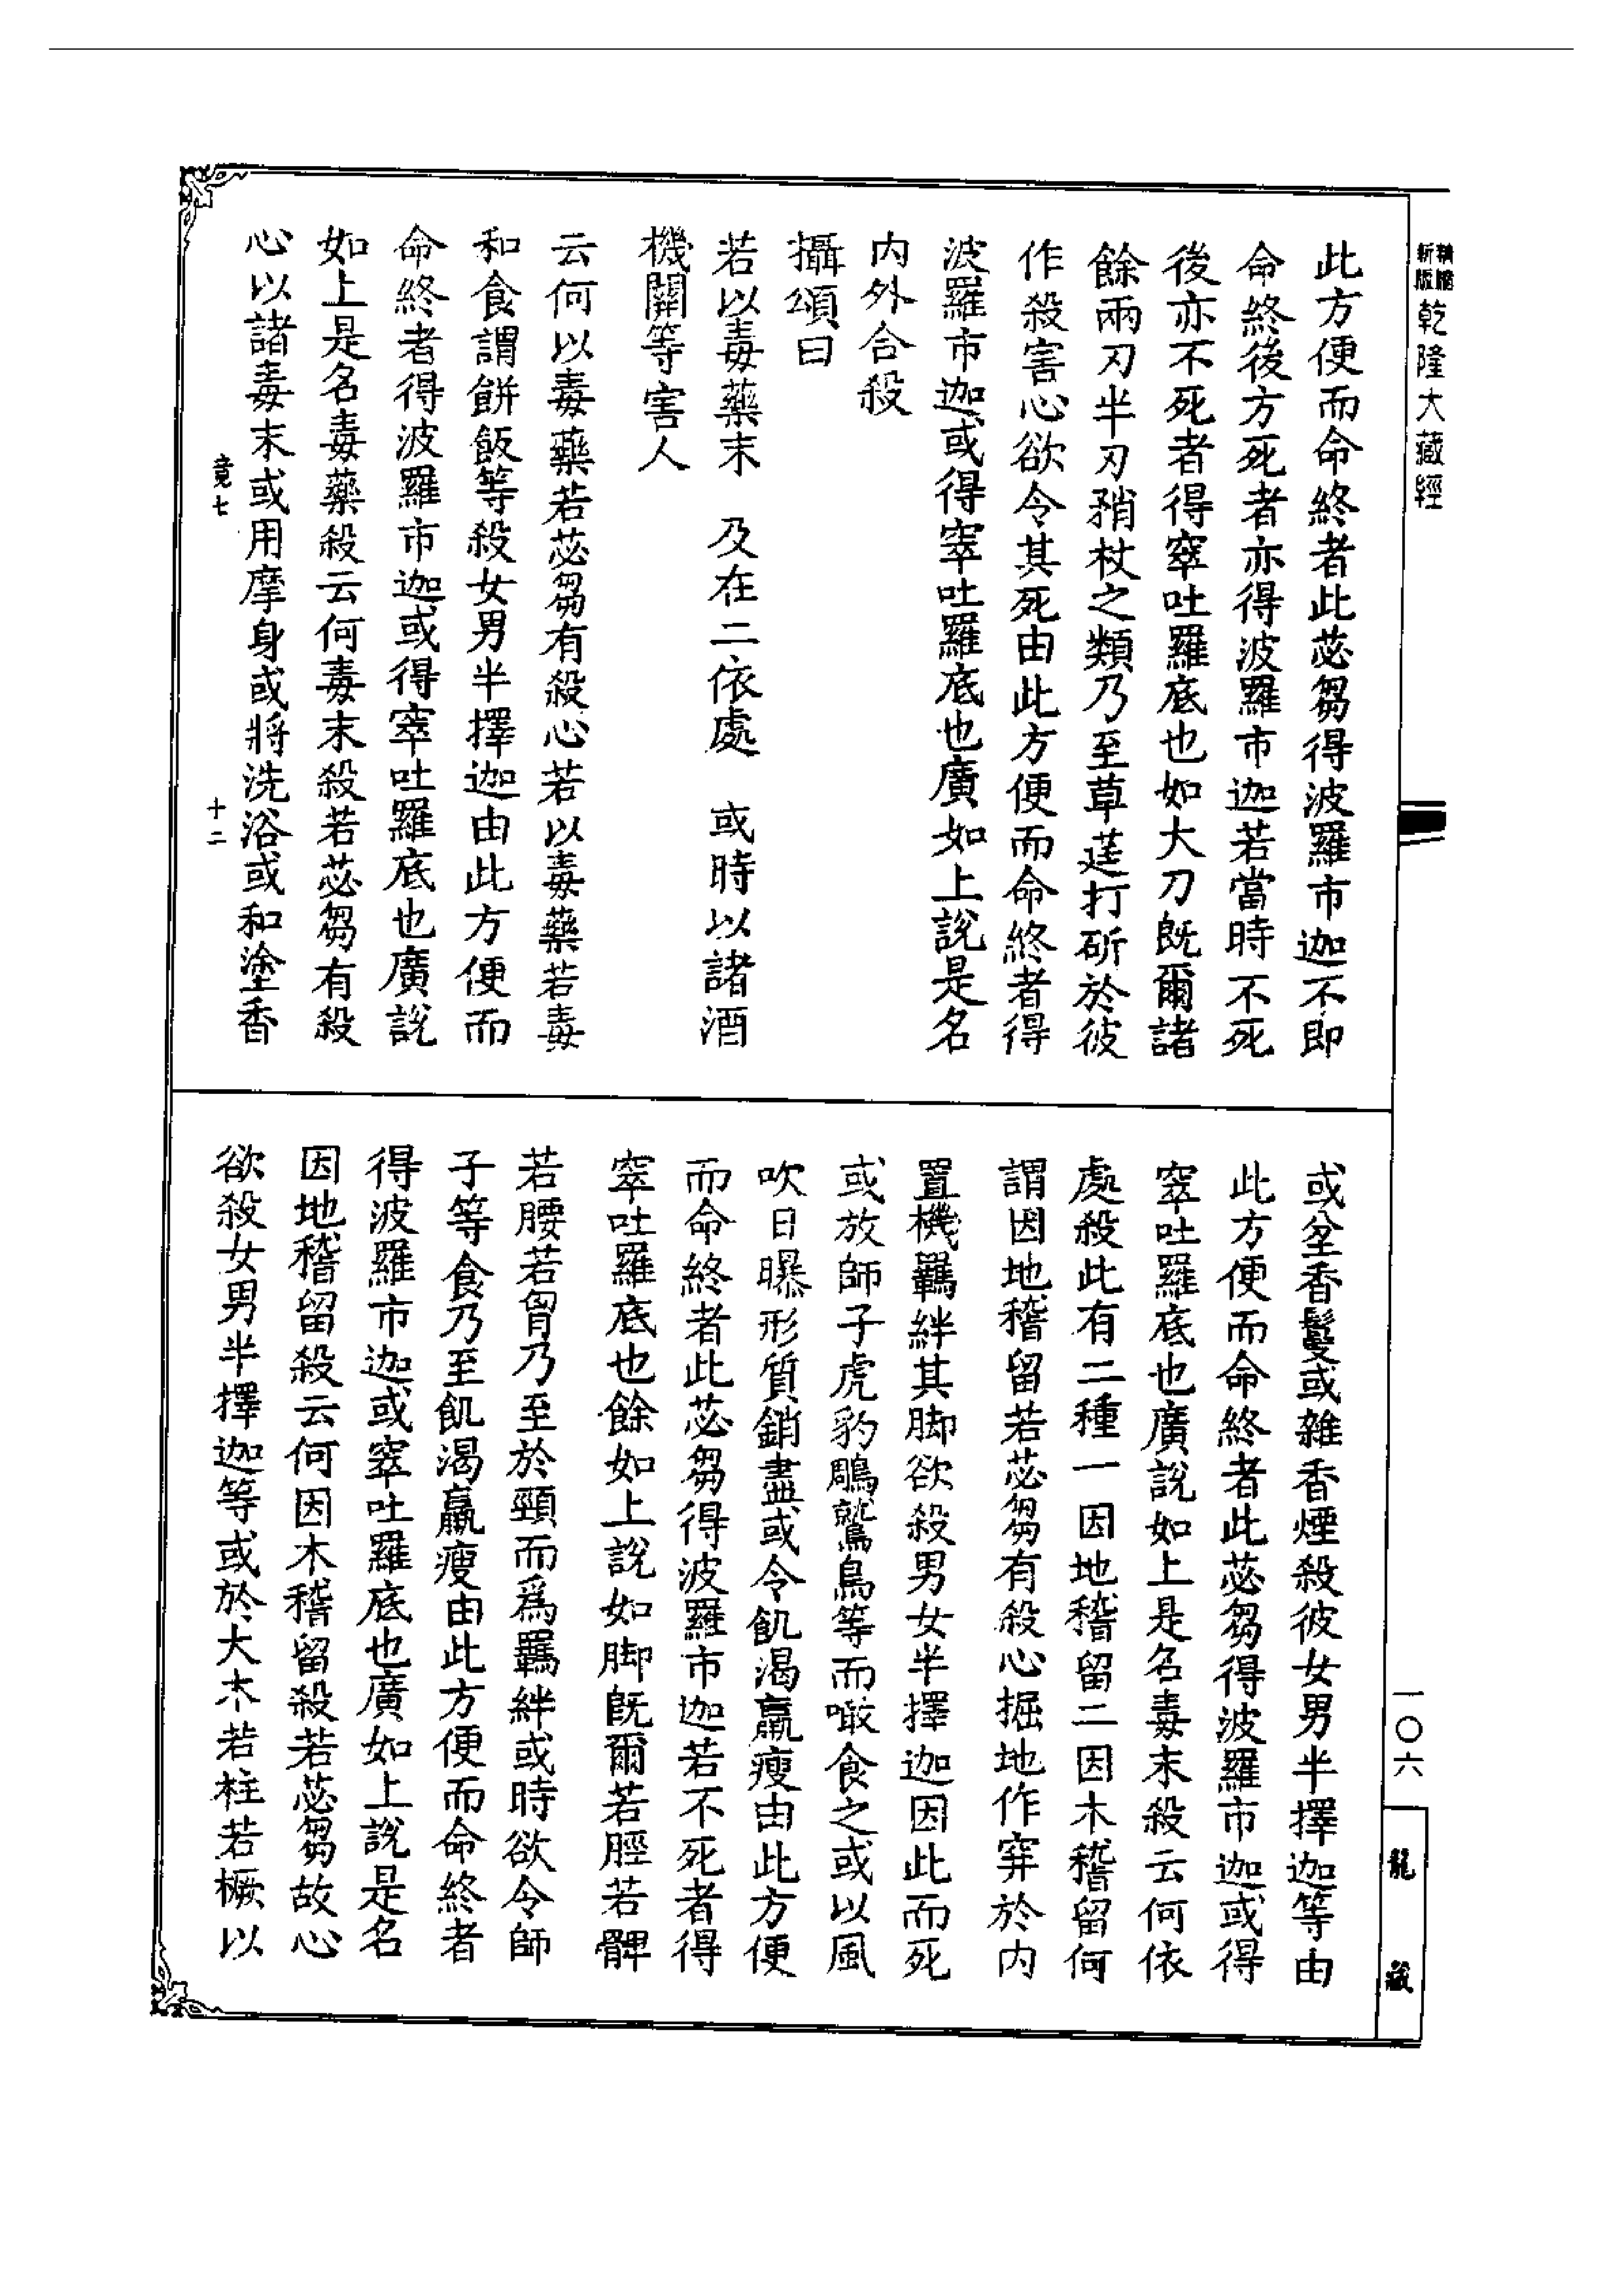 精雕新版乾隆大藏經
此方便而命終者此苾芻得波羅市迦不即
命終後方死者亦得波羅市迦若當時不死
後亦不死者得窣吐羅底也如大刀既爾諸
餘兩刃半刃矟杖之類乃至草莛打斫於彼
作殺害心欲令其死由此方便而命終者得
波羅市迦或得窣吐羅底也廣如上說是名
内外合殺
攝頌曰
若以毒藥末　及在二依處　或時以諸酒
機關等害人
云何以毒藥若苾芻有殺心若以毒藥若毒
和食謂餅飯等殺女男半擇迦由此方便而
命終者得波羅市迦或得窣吐羅底也廣說
如上是名毒藥殺云何毒末殺若苾芻有殺
心以諸毒末或用摩身或將洗浴或和塗香
竟七　十二
一〇六
龍藏
或坌香鬘或雜香煙殺彼女男半擇迦等由
此方便而命終者此苾芻得波羅市迦或得
窣吐羅底也廣說如上是名毒末殺云何依
處殺此有二種一因地稽留二因木稽留何
謂因地稽留若苾芻有殺心掘地作穽於内
置機羈絆其脚欲殺男女半擇迦因此而死
或放師子虎豹鵰鷲鳥等而噉食之或以風
吹日曝形質銷盡或令飢渴羸瘦由此方便
而命終者此苾芻得波羅市迦若不死者得
窣吐羅底也餘如上說如脚既爾若脛若髀
若腰若胷乃至於頸而爲羈絆或時欲令師
子等食乃至飢渴羸瘦由此方便而命終者
得波羅市迦或窣吐羅底也廣如上說是名
因地稽留殺云何因木稽留殺若苾芻故心
欲殺女男半擇迦等或於大木若柱若橛以